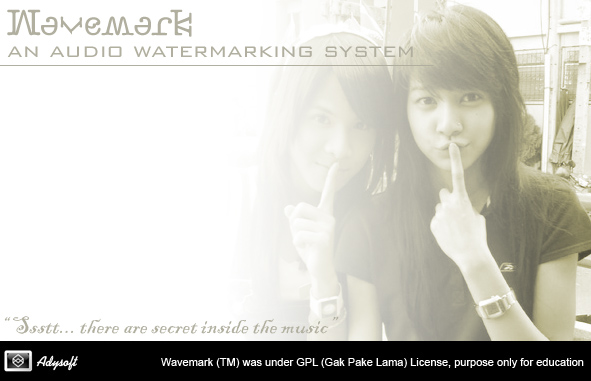 Wavemark
AN AUDIO WATERMARKING SYSTEM
“Ssstt... there are secret inside the music”
Adysoft
Wavemark (TM) was under GPL (Gak Pake Lama) License, purpose only for education